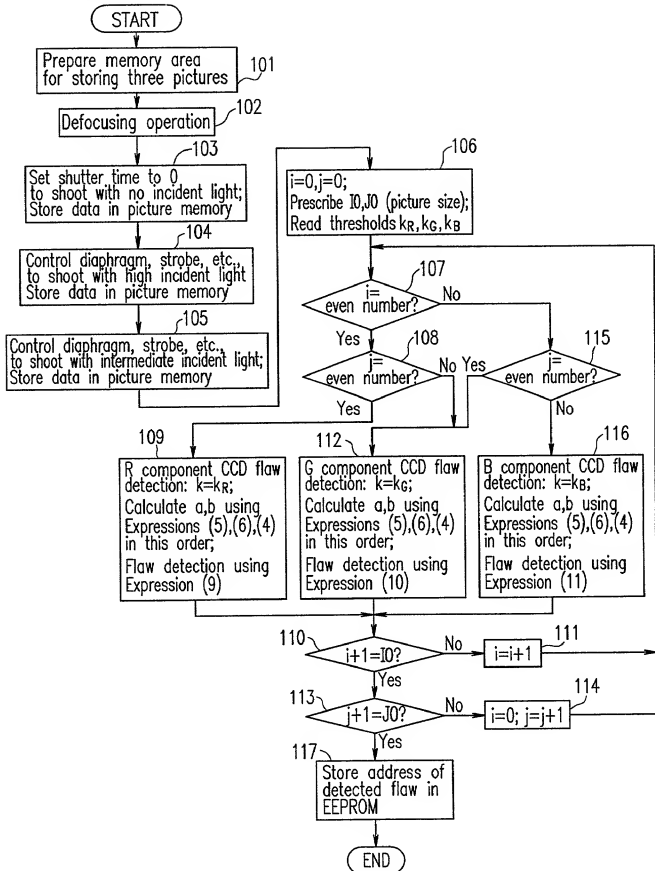 START
Prepare memory area
for storing three pictures
101
102
Defocusing operation
103
Set shutter time to 0
to shoot with no incident light;
Store data in picture memory
104
Control diaphragm, strobe, etc.,
to shoot with high incident light
Store data in picture memory
105
Control diaphragm, strobe, etc.,
to shoot with intermediate incident light;
Store data in picture memory
106
i=0,j=0;
Prescribe I0,J0 (picture size);
Read thresholds kR,kG,kB
107
i=
even number?
No
Yes
108
j=
even number?
No
Yes
115
j=
even number?
Yes
No
109
R component CCD flaw
detection: k=kR;
Calculate a,b using
Expressions (5),(6),(4)
in this order;
Flaw detection using
Expression (9)
112
G component CCD flaw
detection: k=kG;
Calculate a,b using
Expressions (5),(6),(4)
in this order;
Flaw detection using
Expression (10)
116
B component CCD flaw
detection: k=kB;
Calculate a,b using
Expressions (5),(6),(4)
in this order;
Flaw detection using
Expression (11)
110
i+1=I0?
No
Yes
111
i=i+1
113
j+1=J0?
No
Yes
114
i=0; j=j+1
117
Store address of
detected flaw in
EEPROM
END